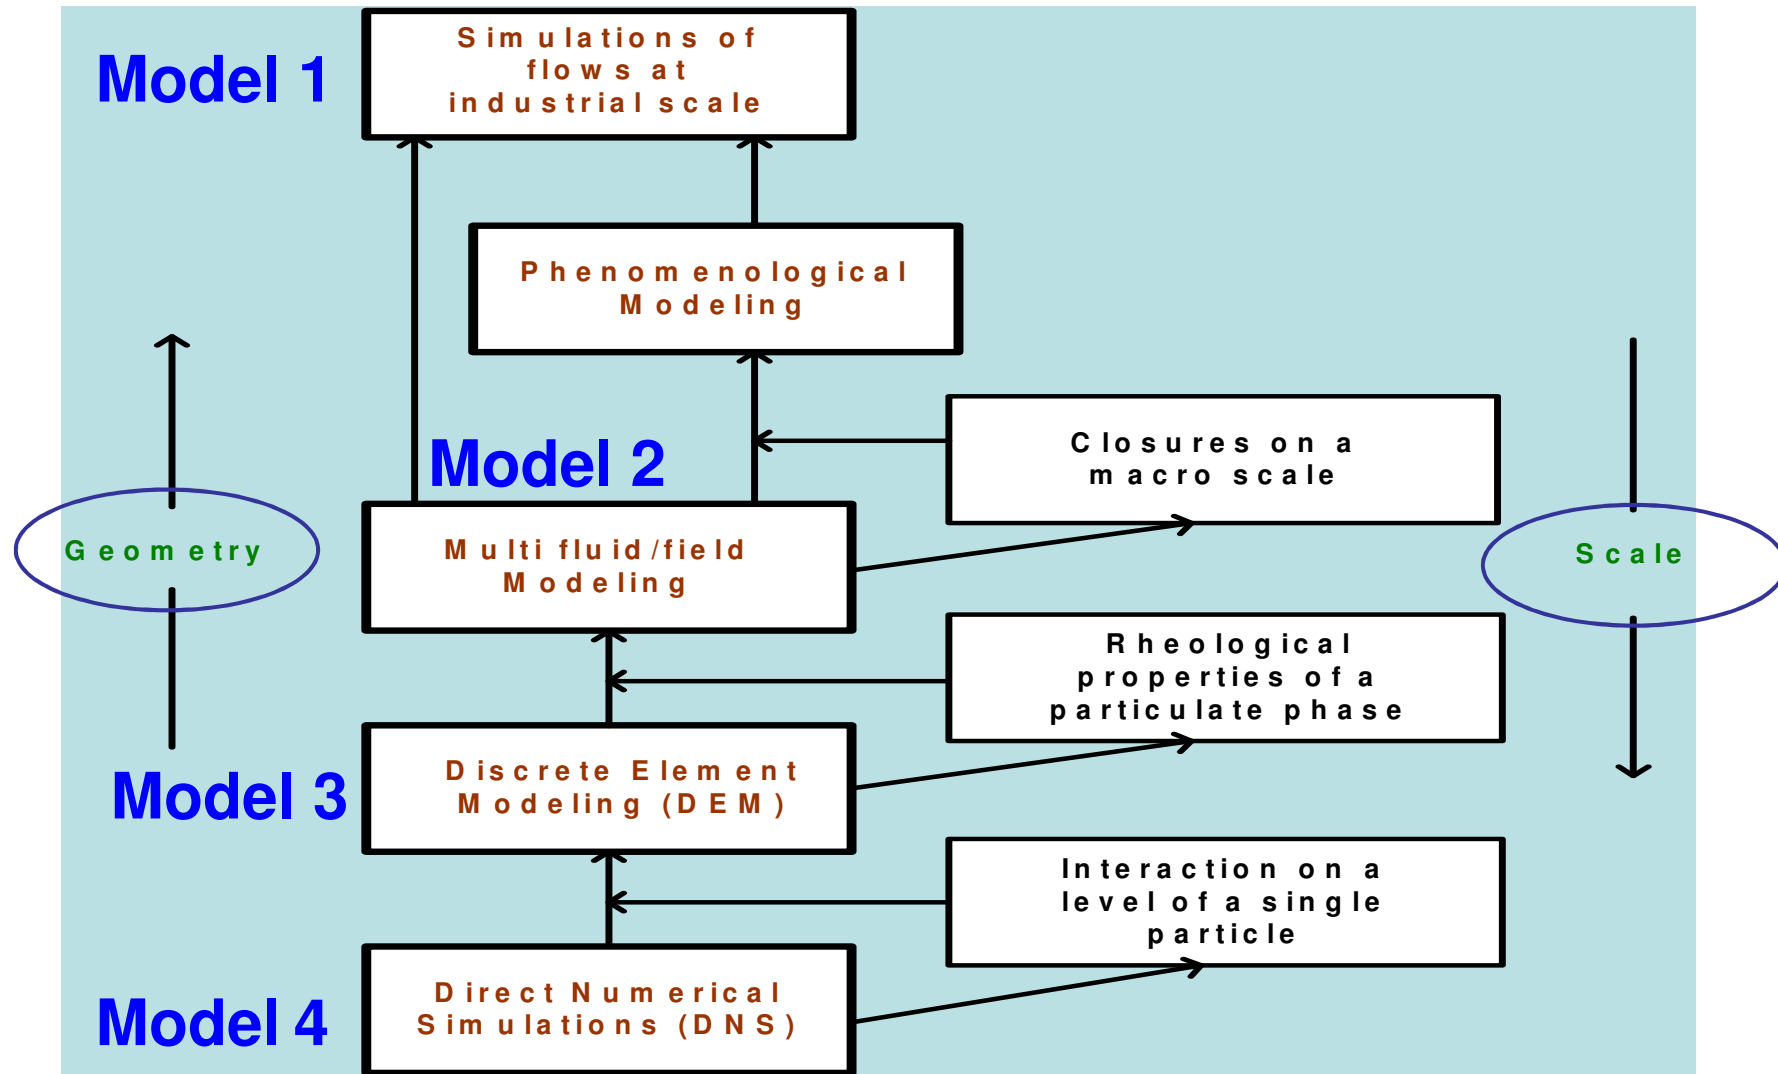 Model 1
Simulations of
flows at
industrial scale
Phenomenological
Modeling
Model 2
Closures on a
macro scale
Geometry
Multi fluid/field
Modeling
Scale
Rheological
properties of a
particulate phase
Model 3
Discrete Element
Modeling (DEM)
Interaction on a
level of a single
particle
Model 4
Direct Numerical
Simulations (DNS)